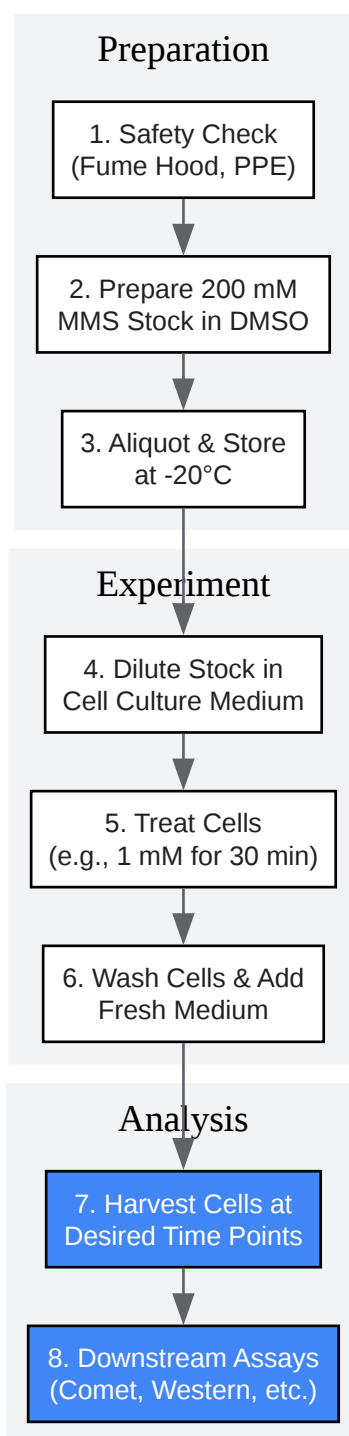 Preparation
1. Safety Check
(Fume Hood, PPE)
2. Prepare 200 mM
MMS Stock in DMSO
3. Aliquot & Store
at -20°C
Experiment
4. Dilute Stock in
Cell Culture Medium
5. Treat Cells
(e.g., 1 mM for 30 min)
6. Wash Cells & Add
Fresh Medium
Analysis
7. Harvest Cells at
Desired Time Points
8. Downstream Assays
(Comet, Western, etc.)